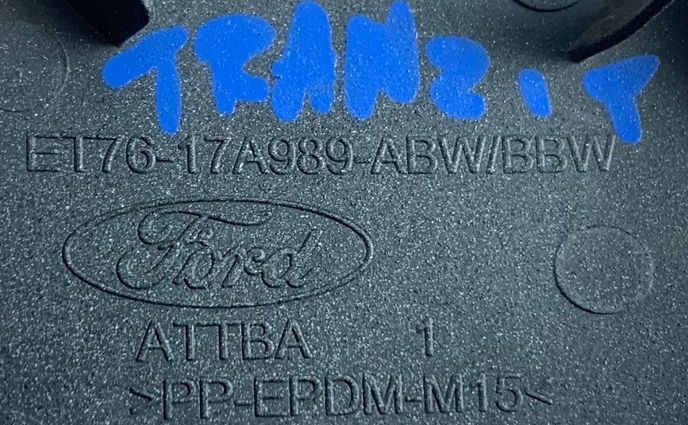 TRANZIT
ET76-17A989-ABW/BBW
Ford
ATTBA 1
>PP-EPDM-M15<